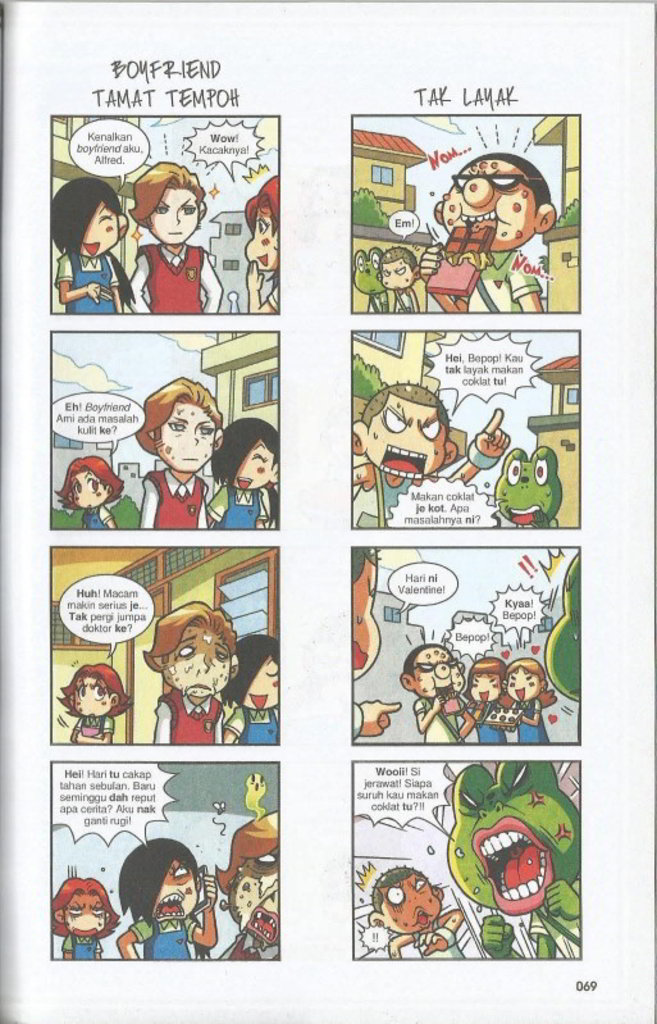 BOYFRIEND
TAMAT TEMPOH
Kenalkan
boyfriend aku,
Alfred.
Wow!
Kacaknya!
Eh! Boyfriend
Ami ada masalah
kulit ke?
Huh! Macam
makin serius je...
Tak pergi jumpa
doktor ke?
Hei! Hari tu cakap
tahan sebulan. Baru
seminggu dah reput
apa cerita? Aku nak
ganti rugi!
TAK LAYAK
NOM...
Em!
NOM...
Hei, Bepop! Kau
tak layak makan
coklat tu!
Makan coklat
je kot. Apa
masalahnya ni?
Hari ni
Valentine!
!!
Kyaa!
Bepop!
Bepop!
Wooii! Si
jerawat! Siapa
suruh kau makan
coklat tu?!!
!!
069